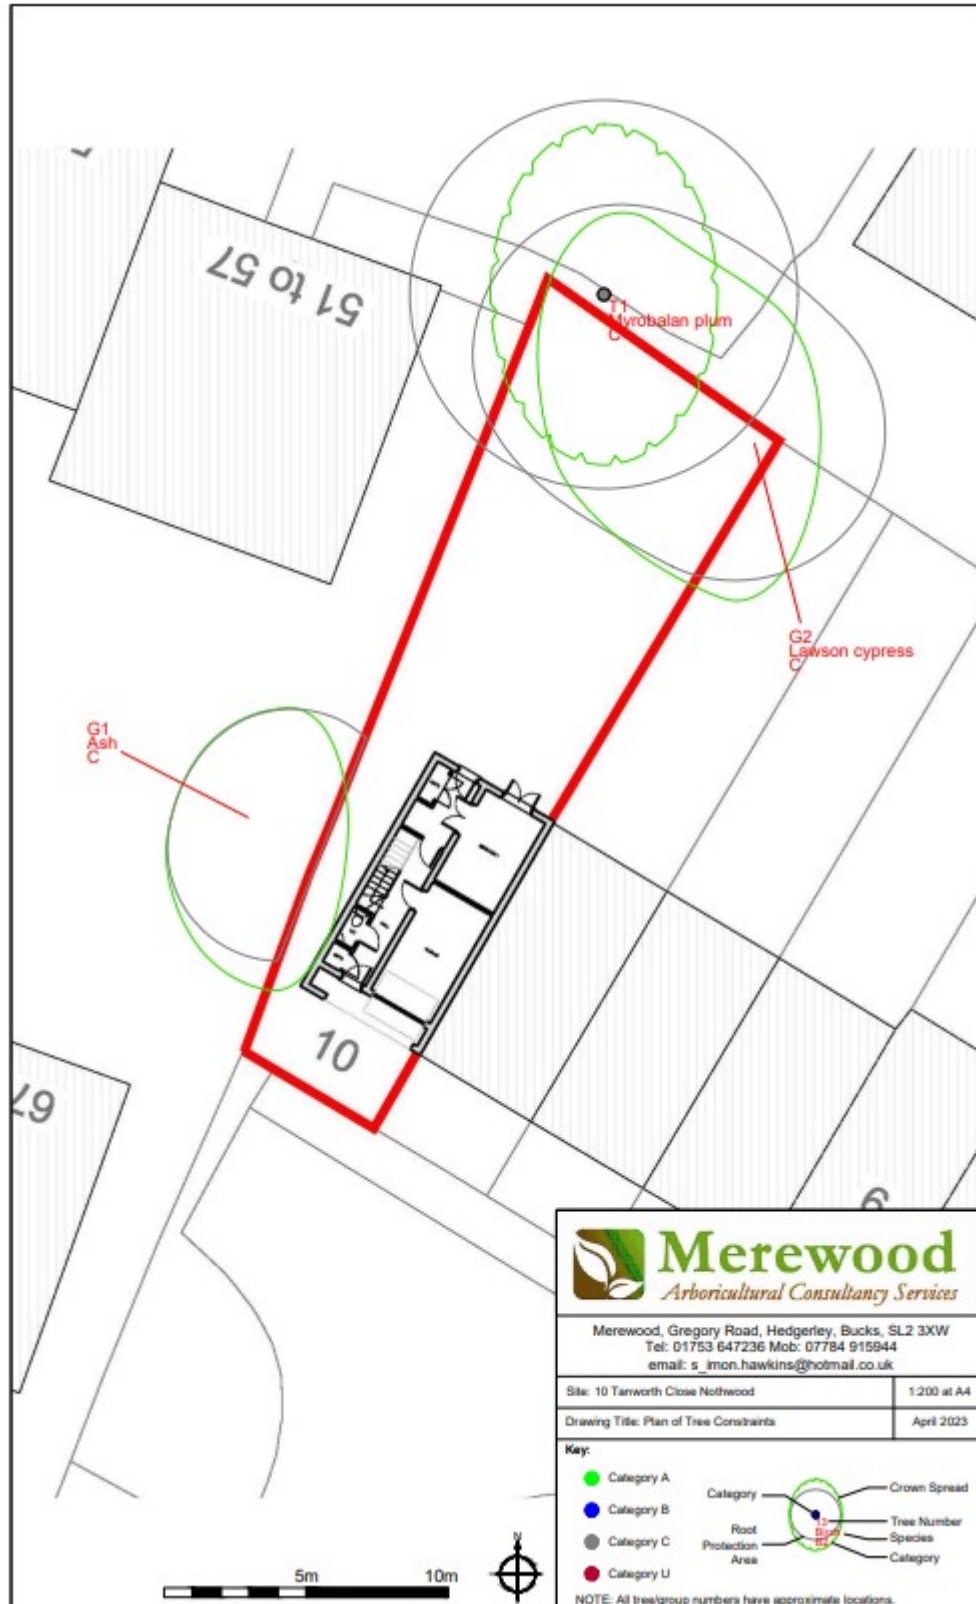 51 to 57
T1
Myrobalan plum
C
G2
Lawson cypress
C
G1
Ash
C
10
67
6
Merewood
Arboricultural Consultancy Services
Merewood, Gregory Road, Hedgerley, Bucks, SL2 3XW
Tel: 01753 647236 Mob: 07784 915944
email: s_imon.hawkins@hotmail.co.uk
Site: 10 Tanworth Close Nothwood
1:200 at A4
Drawing Title: Plan of Tree Constraints
April 2023
Key:
Category A
Category B
Category C
Category U
Category
Root
Protection
Area
Crown Spread
Tree Number
Species
Category
T3
Birch
B2
5m
10m
N
NOTE: All tree/group numbers have approximate locations.